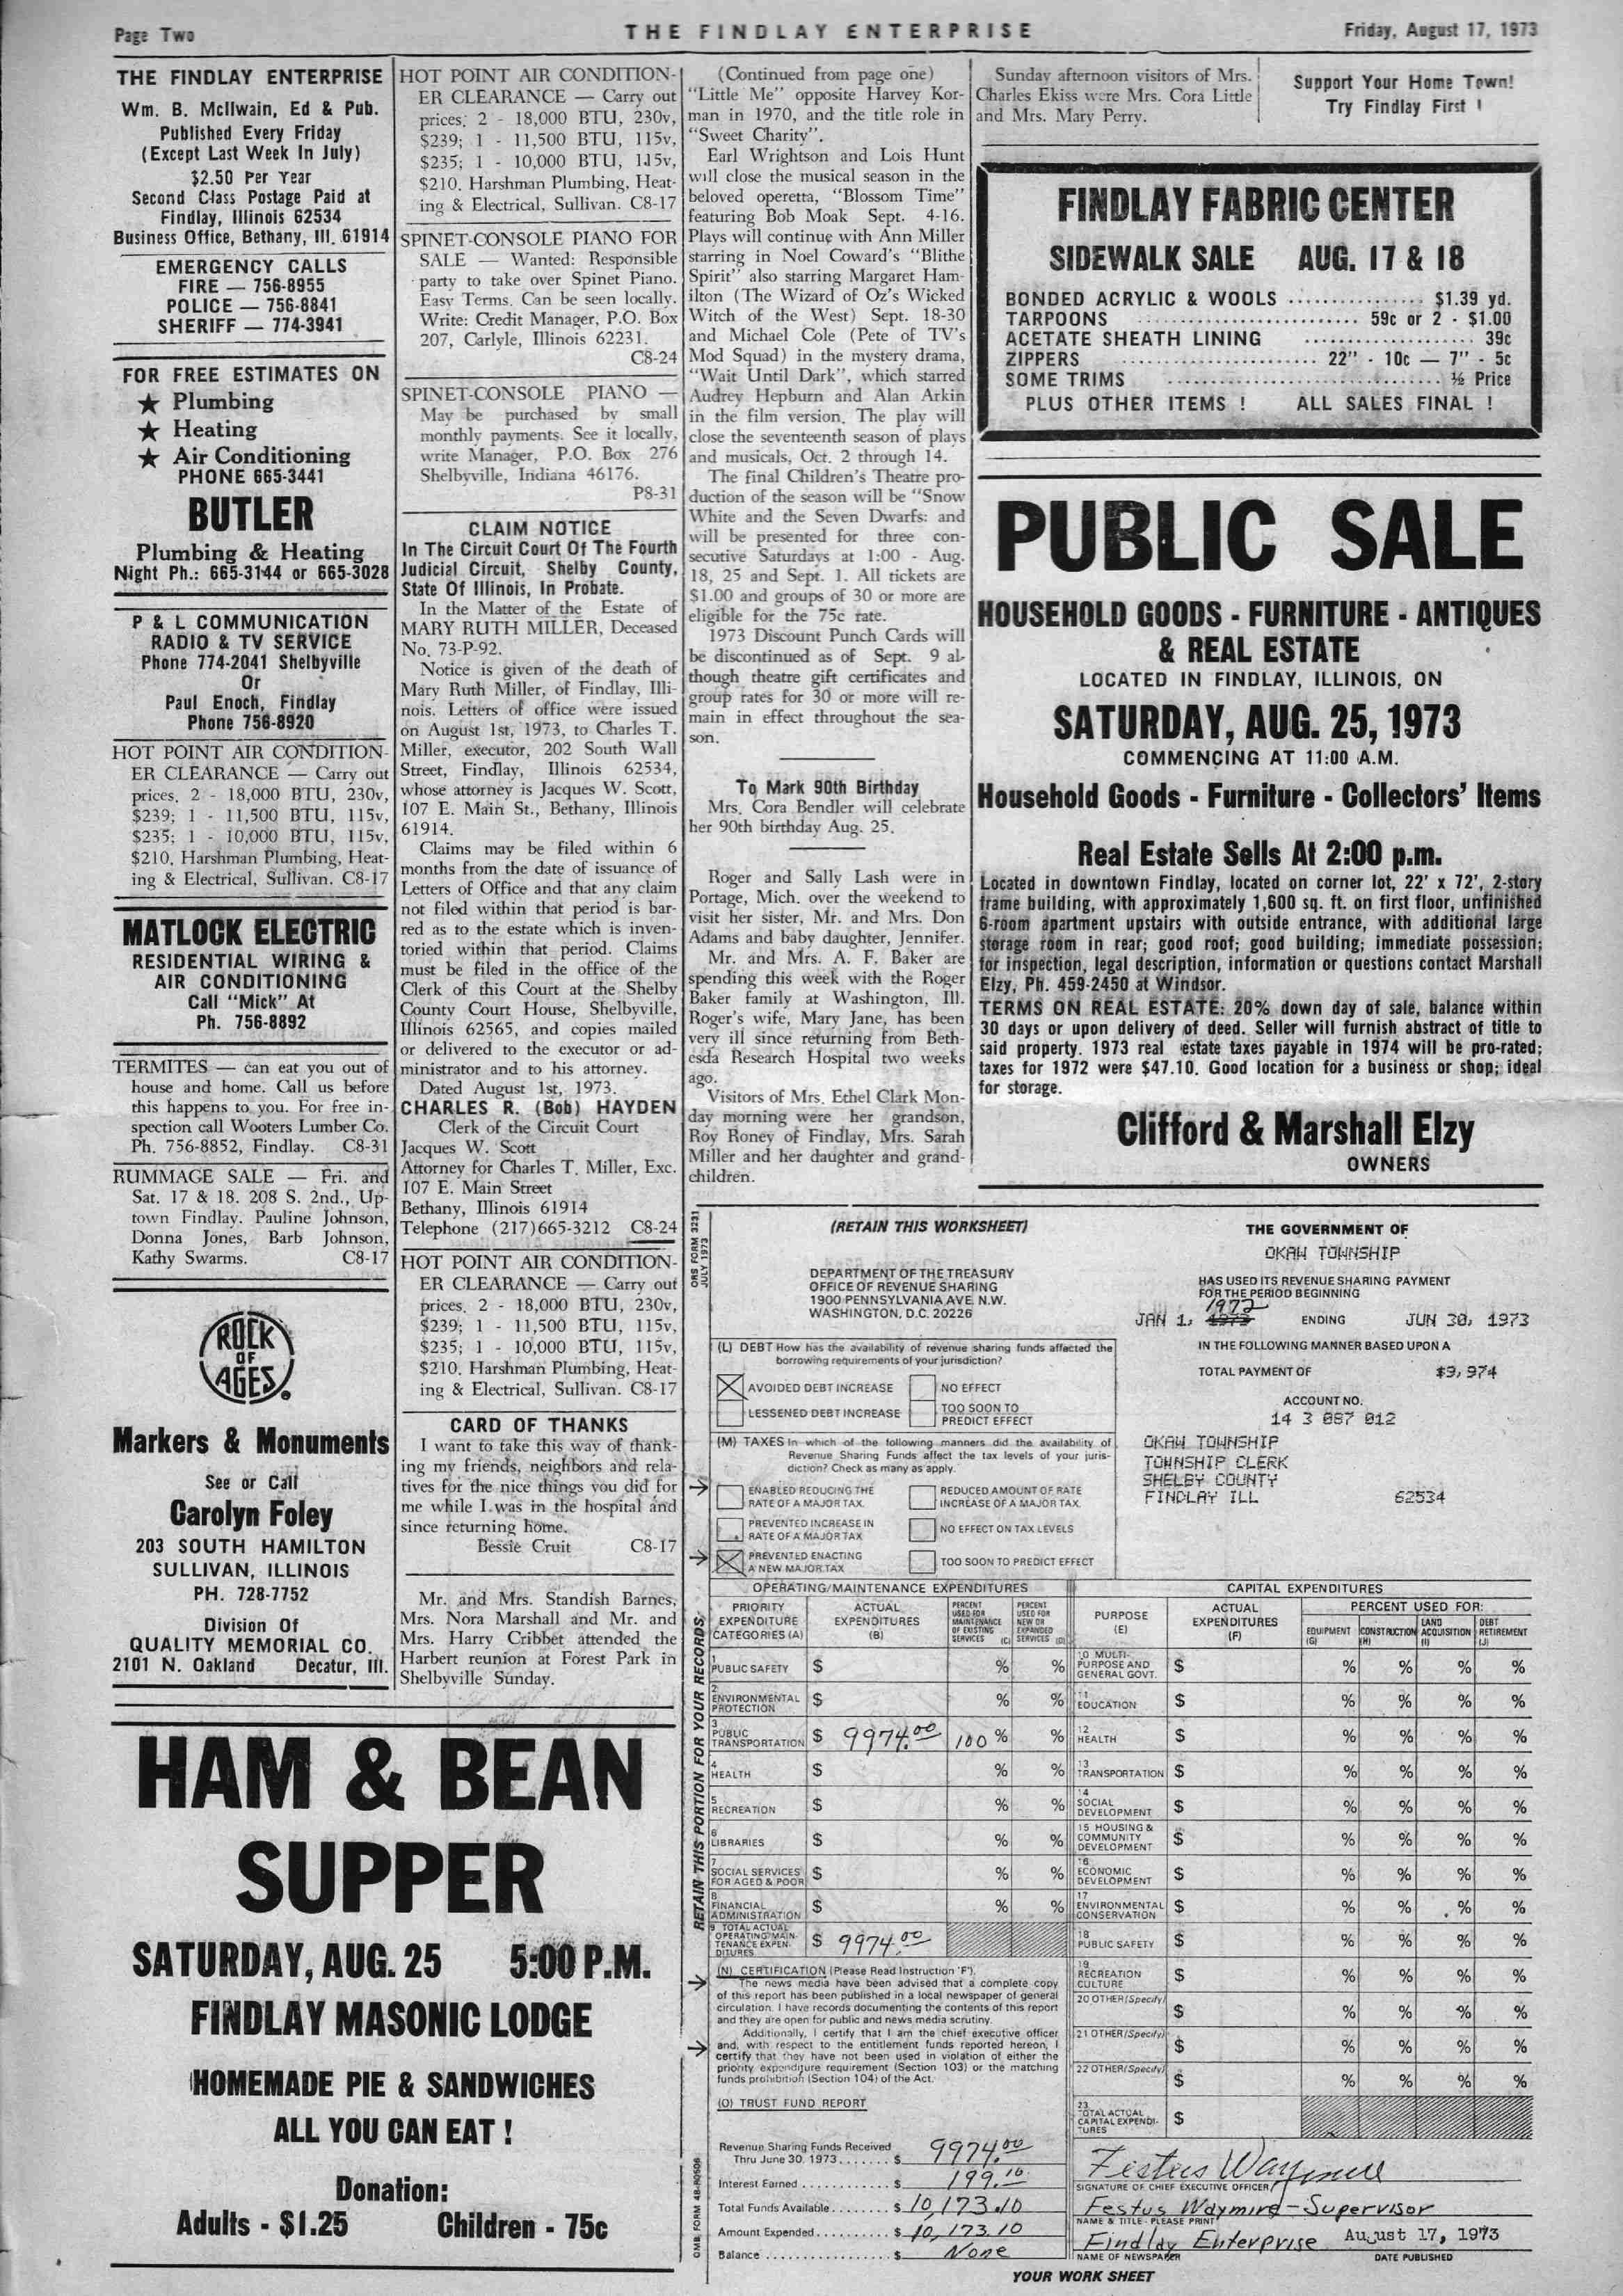 Page Two
THE FINDLAY ENTERPRISE
Friday, August 17, 1973
THE FINDLAY ENTERPRISE
Wm. B. McIlwain, Ed & Pub.
Published Every Friday
(Except Last Week In July)
$2.50 Per Year
Second Class Postage Paid at
Findlay, Illinois 62534
Business Office, Bethany, Ill. 61914
EMERGENCY CALLS
FIRE — 756-8955
POLICE — 756-8841
SHERIFF — 774-3941
FOR FREE ESTIMATES ON
★ Plumbing
★ Heating
★ Air Conditioning
PHONE 665-3441
BUTLER
Plumbing & Heating
Night Ph.: 665-3144 or 665-3028
P & L COMMUNICATION
RADIO & TV SERVICE
Phone 774-2041 Shelbyville
Or
Paul Enoch, Findlay
Phone 756-8920
HOT POINT AIR CONDITION-
ER CLEARANCE — Carry out
prices. 2 - 18,000 BTU, 230v,
$239; 1 - 11,500 BTU, 115v,
$235; 1 - 10,000 BTU, 115v,
$210. Harshman Plumbing, Heat-
ing & Electrical, Sullivan. C8-17
MATLOCK ELECTRIC
RESIDENTIAL WIRING &
AIR CONDITIONING
Call "Mick" At
Ph. 756-8892
TERMITES — can eat you out of
house and home. Call us before
this happens to you. For free in-
spection call Wooters Lumber Co.
Ph. 756-8852, Findlay. C8-31
RUMMAGE SALE — Fri. and
Sat. 17 & 18. 208 S. 2nd., Up-
town Findlay. Pauline Johnson,
Donna Jones, Barb Johnson,
Kathy Swarms. C8-17
ROCK
OF
AGES.
Markers & Monuments
See or Call
Carolyn Foley
203 SOUTH HAMILTON
SULLIVAN, ILLINOIS
PH. 728-7752
Division Of
QUALITY MEMORIAL CO.
2101 N. Oakland Decatur, Ill.
HOT POINT AIR CONDITION-
ER CLEARANCE — Carry out
prices: 2 - 18,000 BTU, 230v,
$239; 1 - 11,500 BTU, 115v,
$235; 1 - 10,000 BTU, 115v,
$210. Harshman Plumbing, Heat-
ing & Electrical, Sullivan. C8-17
SPINET-CONSOLE PIANO FOR
SALE — Wanted: Responsible
party to take over Spinet Piano.
Easy Terms. Can be seen locally.
Write: Credit Manager, P.O. Box
207, Carlyle, Illinois 62231.
C8-24
SPINET-CONSOLE PIANO —
May be purchased by small
monthly payments. See it locally,
write Manager, P.O. Box 276
Shelbyville, Indiana 46176.
P8-31
CLAIM NOTICE
In The Circuit Court Of The Fourth
Judicial Circuit, Shelby County,
State Of Illinois, In Probate.
In the Matter of the Estate of
MARY RUTH MILLER, Deceased
No. 73-P-92.
Notice is given of the death of
Mary Ruth Miller, of Findlay, Illi-
nois. Letters of office were issued
on August 1st, 1973, to Charles T.
Miller, executor, 202 South Wall
Street, Findlay, Illinois 62534,
whose attorney is Jacques W. Scott,
107 E. Main St., Bethany, Illinois
61914.
Claims may be filed within 6
months from the date of issuance of
Letters of Office and that any claim
not filed within that period is bar-
red as to the estate which is inven-
toried within that period. Claims
must be filed in the office of the
Clerk of this Court at the Shelby
County Court House, Shelbyville,
Illinois 62565, and copies mailed
or delivered to the executor or ad-
ministrator and to his attorney.
Dated August 1st, 1973.
CHARLES R. (Bob) HAYDEN
Clerk of the Circuit Court
Jacques W. Scott
Attorney for Charles T. Miller, Exc.
107 E. Main Street
Bethany, Illinois 61914
Telephone (217)665-3212 C8-24
HOT POINT AIR CONDITION-
ER CLEARANCE — Carry out
prices. 2 - 18,000 BTU, 230v,
$239; 1 - 11,500 BTU, 115v,
$235; 1 - 10,000 BTU, 115v,
$210. Harshman Plumbing, Heat-
ing & Electrical, Sullivan. C8-17
CARD OF THANKS
I want to take this way of thank-
ing my friends, neighbors and rela-
tives for the nice things you did for
me while I was in the hospital and
since returning home.
Bessie Cruit C8-17
Mr. and Mrs. Standish Barnes,
Mrs. Nora Marshall and Mr. and
Mrs. Harry Cribbet attended the
Harbert reunion at Forest Park in
Shelbyville Sunday.
HAM & BEAN
SUPPER
SATURDAY, AUG. 25 5:00 P.M.
FINDLAY MASONIC LODGE
HOMEMADE PIE & SANDWICHES
ALL YOU CAN EAT !
Donation:
Adults - $1.25 Children - 75c
(Continued from page one)
"Little Me" opposite Harvey Kor-
man in 1970, and the title role in
"Sweet Charity".
Earl Wrightson and Lois Hunt
will close the musical season in the
beloved operetta, "Blossom Time"
featuring Bob Moak Sept. 4-16.
Plays will continue with Ann Miller
starring in Noel Coward's "Blithe
Spirit" also starring Margaret Ham-
ilton (The Wizard of Oz's Wicked
Witch of the West) Sept. 18-30
and Michael Cole (Pete of TV's
Mod Squad) in the mystery drama,
"Wait Until Dark", which starred
Audrey Hepburn and Alan Arkin
in the film version. The play will
close the seventeenth season of plays
and musicals, Oct. 2 through 14.
The final Children's Theatre pro-
duction of the season will be "Snow
White and the Seven Dwarfs: and
will be presented for three con-
secutive Saturdays at 1:00 - Aug.
18, 25 and Sept. 1. All tickets are
$1.00 and groups of 30 or more are
eligible for the 75c rate.
1973 Discount Punch Cards will
be discontinued as of Sept. 9 al-
though theatre gift certificates and
group rates for 30 or more will re-
main in effect throughout the sea-
son.
To Mark 90th Birthday
Mrs. Cora Bendler will celebrate
her 90th birthday Aug. 25.
Roger and Sally Lash were in
Portage, Mich. over the weekend to
visit her sister, Mr. and Mrs. Don
Adams and baby daughter, Jennifer.
Mr. and Mrs. A. F. Baker are
spending this week with the Roger
Baker family at Washington, Ill.
Roger's wife, Mary Jane, has been
very ill since returning from Beth-
esda Research Hospital two weeks
ago.
Visitors of Mrs. Ethel Clark Mon-
day morning were her grandson,
Roy Roney of Findlay, Mrs. Sarah
Miller and her daughter and grand-
children.
Sunday afternoon visitors of Mrs.
Charles Ekiss were Mrs. Cora Little
and Mrs. Mary Perry.
Support Your Home Town!
Try Findlay First !
FINDLAY FABRIC CENTER
SIDEWALK SALE AUG. 17 & 18
BONDED ACRYLIC & WOOLS ................ $1.39 yd.
TARPOONS .......................... 59c or 2 - $1.00
ACETATE SHEATH LINING .................... 39c
ZIPPERS ...................... 22" - 10c — 7" - 5c
SOME TRIMS ............................... ½ Price
PLUS OTHER ITEMS ! ALL SALES FINAL !
PUBLIC SALE
HOUSEHOLD GOODS - FURNITURE - ANTIQUES
& REAL ESTATE
LOCATED IN FINDLAY, ILLINOIS, ON
SATURDAY, AUG. 25, 1973
COMMENCING AT 11:00 A.M.
Household Goods - Furniture - Collectors' Items
Real Estate Sells At 2:00 p.m.
Located in downtown Findlay, located on corner lot, 22' x 72', 2-story
frame building, with approximately 1,600 sq. ft. on first floor, unfinished
6-room apartment upstairs with outside entrance, with additional large
storage room in rear; good roof; good building; immediate possession;
for inspection, legal description, information or questions contact Marshall
Elzy, Ph. 459-2450 at Windsor.
TERMS ON REAL ESTATE: 20% down day of sale, balance within
30 days or upon delivery of deed. Seller will furnish abstract of title to
said property. 1973 real estate taxes payable in 1974 will be pro-rated;
taxes for 1972 were $47.10. Good location for a business or shop; ideal
for storage.
Clifford & Marshall Elzy
OWNERS
ORS FORM 3231
JULY 1973
(RETAIN THIS WORKSHEET)
DEPARTMENT OF THE TREASURY
OFFICE OF REVENUE SHARING
1900 PENNSYLVANIA AVE. N.W.
WASHINGTON, D.C. 20226
THE GOVERNMENT OF
OKAW TOWNSHIP
HAS USED ITS REVENUE SHARING PAYMENT
FOR THE PERIOD BEGINNING
1972
JAN 1, 1973 ENDING JUN 30, 1973
IN THE FOLLOWING MANNER BASED UPON A
TOTAL PAYMENT OF $9,974
ACCOUNT NO.
14 3 087 012
OKAW TOWNSHIP
TOWNSHIP CLERK
SHELBY COUNTY
FINDLAY ILL 62534
(L) DEBT How has the availability of revenue sharing funds affected the
borrowing requirements of your jurisdiction?
AVOIDED DEBT INCREASE NO EFFECT
LESSENED DEBT INCREASE TOO SOON TO
PREDICT EFFECT
(M) TAXES In which of the following manners did the availability of
Revenue Sharing Funds affect the tax levels of your juris-
diction? Check as many as apply.
ENABLED REDUCING THE
RATE OF A MAJOR TAX.
REDUCED AMOUNT OF RATE
INCREASE OF A MAJOR TAX.
PREVENTED INCREASE IN
RATE OF A MAJOR TAX
NO EFFECT ON TAX LEVELS
PREVENTED ENACTING
A NEW MAJOR TAX
TOO SOON TO PREDICT EFFECT
RETAIN THIS PORTION FOR YOUR RECORDS
OPERATING/MAINTENANCE EXPENDITURES
PRIORITY
EXPENDITURE
CATEGORIES (A)
ACTUAL
EXPENDITURES
(B)
PERCENT
USED FOR
MAINTENANCE
OF EXISTING
SERVICES (C)
PERCENT
USED FOR
NEW OR
EXPANDED
SERVICES (D)
1
PUBLIC SAFETY $ % %
2
ENVIRONMENTAL
PROTECTION $ % %
3
PUBLIC
TRANSPORTATION $ 9974.00 100 % %
4
HEALTH $ % %
5
RECREATION $ % %
6
LIBRARIES $ % %
7
SOCIAL SERVICES
FOR AGED & POOR $ % %
8
FINANCIAL
ADMINISTRATION $ % %
9 TOTAL ACTUAL
OPERATING/MAIN-
TENANCE EXPEN-
DITURES $ 9974.00
CAPITAL EXPENDITURES
PURPOSE
(E)
ACTUAL
EXPENDITURES
(F)
PERCENT USED FOR:
EQUIPMENT
(G)
CONSTRUCTION
(H)
LAND
ACQUISITION
(I)
DEBT
RETIREMENT
(J)
10 MULTI-
PURPOSE AND
GENERAL GOVT. $ % % % %
11
EDUCATION $ % % % %
12
HEALTH $ % % % %
13
TRANSPORTATION $ % % % %
14
SOCIAL
DEVELOPMENT $ % % % %
15 HOUSING &
COMMUNITY
DEVELOPMENT $ % % % %
16
ECONOMIC
DEVELOPMENT $ % % % %
17
ENVIRONMENTAL
CONSERVATION $ % % % %
18
PUBLIC SAFETY $ % % % %
19
RECREATION
CULTURE $ % % % %
20 OTHER (Specify) $ % % % %
21 OTHER (Specify) $ % % % %
22 OTHER (Specify) $ % % % %
23
TOTAL ACTUAL
CAPITAL EXPENDI-
TURES $
(N) CERTIFICATION (Please Read Instruction 'F').
The news media have been advised that a complete copy
of this report has been published in a local newspaper of general
circulation. I have records documenting the contents of this report
and they are open for public and news media scrutiny.
Additionally, I certify that I am the chief executive officer
and, with respect to the entitlement funds reported hereon, I
certify that they have not been used in violation of either the
priority expenditure requirement (Section 103) or the matching
funds prohibition (Section 104) of the Act.
(O) TRUST FUND REPORT
Revenue Sharing Funds Received
Thru June 30, 1973....... $ 9974.00
Interest Earned ............ $ 199.10
Total Funds Available........ $ 10,173.10
Amount Expended.......... $ 10,173.10
Balance .................. $ None
OMB FORM 48-R0506
Festus Waymire
SIGNATURE OF CHIEF EXECUTIVE OFFICER
Festus Waymire - Supervisor
NAME & TITLE - PLEASE PRINT
Findlay Enterprise August 17, 1973
NAME OF NEWSPAPER DATE PUBLISHED
YOUR WORK SHEET